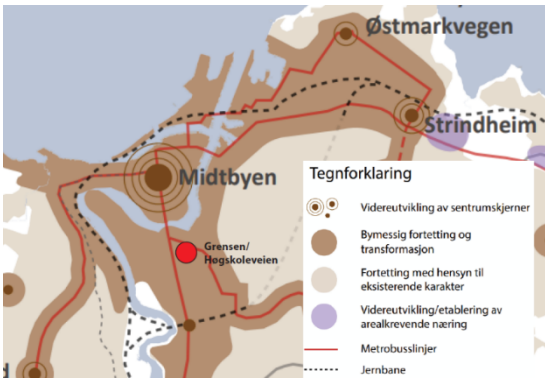 Østmarkvegen
Strindheim
Midtbyen
Grensen/
Høgskoleveien
Tegnforklaring
Videreutvikling av sentrumskjerner
Bymessig fortetting og
transformasjon
Fortetting med hensyn til
eksisterende karakter
Videreutvikling/etablering av
arealkrevende næring
Metrobusslinjer
Jernbane
d